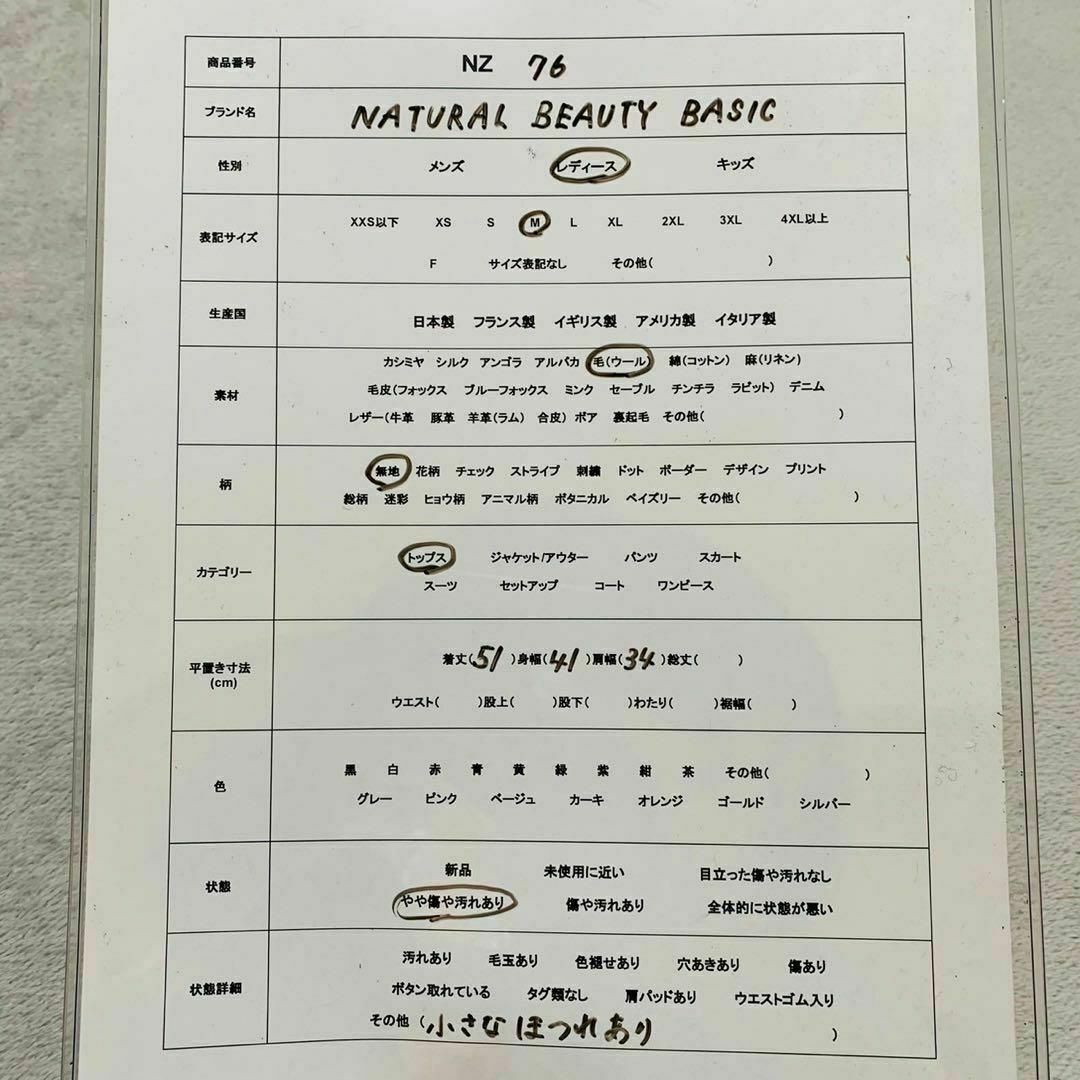 商品番号 NZ 76
ブランド名 NATURAL BEAUTY BASIC
性別 メンズ レディース キッズ
表記サイズ
XXS以下 XS S M L XL 2XL 3XL 4XL以上
F サイズ表記なし その他( )
生産国 日本製 フランス製 イギリス製 アメリカ製 イタリア製
素材
カシミヤ シルク アンゴラ アルパカ 毛(ウール) 綿(コットン) 麻(リネン)
毛皮(フォックス ブルーフォックス ミンク セーブル チンチラ ラビット) デニム
レザー(牛革 豚革 羊革(ラム) 合皮) ボア 裏起毛 その他( )
柄
無地 花柄 チェック ストライプ 刺繍 ドット ボーダー デザイン プリント
総柄 迷彩 ヒョウ柄 アニマル柄 ボタニカル ペイズリー その他( )
カテゴリー
トップス ジャケット/アウター パンツ スカート
スーツ セットアップ コート ワンピース
平置き寸法
(cm)
着丈(51)身幅(41)肩幅(34)総丈( )
ウエスト( )股上( )股下( )わたり( )裾幅( )
色
黒 白 赤 青 黄 緑 紫 紺 茶 その他( )
グレー ピンク ベージュ カーキ オレンジ ゴールド シルバー
状態
新品 未使用に近い 目立った傷や汚れなし
やや傷や汚れあり 傷や汚れあり 全体的に状態が悪い
状態詳細
汚れあり 毛玉あり 色褪せあり 穴あきあり 傷あり
ボタン取れている タグ類なし 肩パッドあり ウエストゴム入り
その他 (小さなほつれあり )